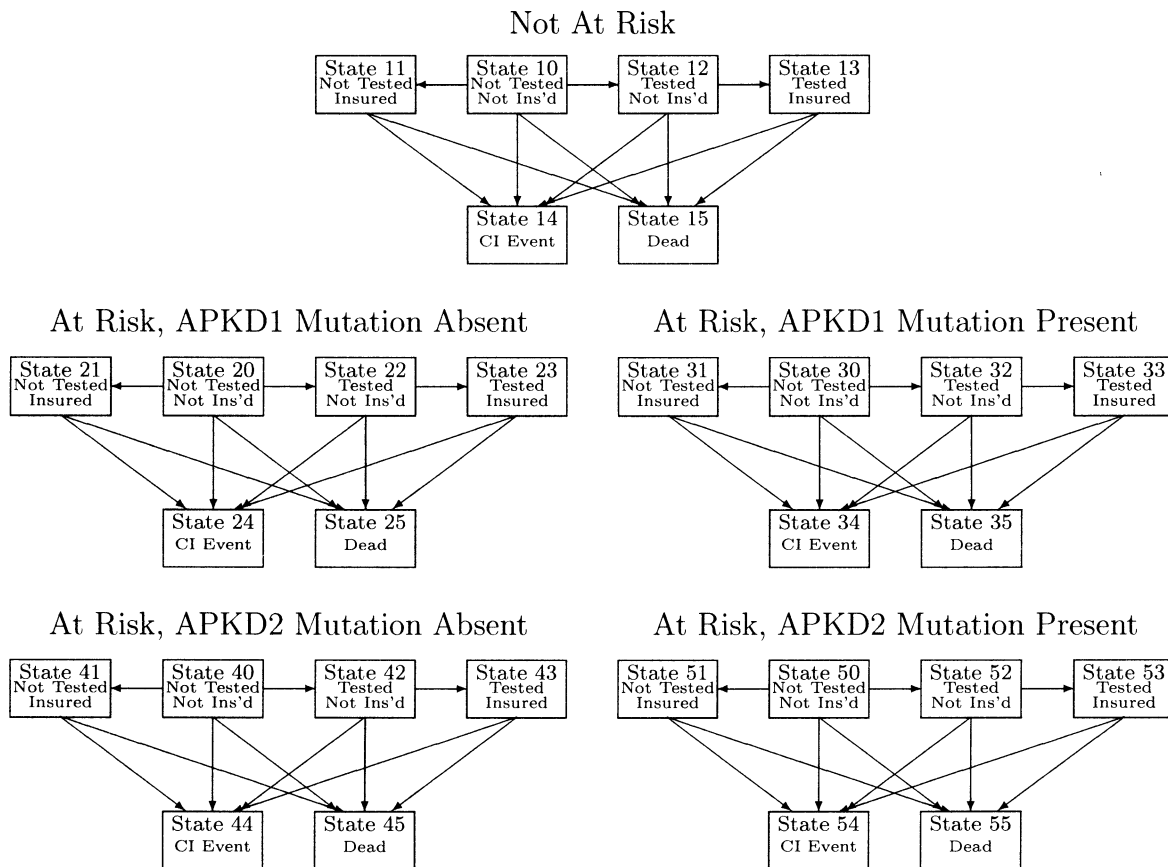 Not At Risk
State 11
Not Tested
Insured
State 10
Not Tested
Not Ins'd
State 12
Tested
Not Ins'd
State 13
Tested
Insured
State 14
CI Event
State 15
Dead
At Risk, APKD1 Mutation Absent
State 21
Not Tested
Insured
State 20
Not Tested
Not Ins'd
State 22
Tested
Not Ins'd
State 23
Tested
Insured
State 24
CI Event
State 25
Dead
At Risk, APKD1 Mutation Present
State 31
Not Tested
Insured
State 30
Not Tested
Not Ins'd
State 32
Tested
Not Ins'd
State 33
Tested
Insured
State 34
CI Event
State 35
Dead
At Risk, APKD2 Mutation Absent
State 41
Not Tested
Insured
State 40
Not Tested
Not Ins'd
State 42
Tested
Not Ins'd
State 43
Tested
Insured
State 44
CI Event
State 45
Dead
At Risk, APKD2 Mutation Present
State 51
Not Tested
Insured
State 50
Not Tested
Not Ins'd
State 52
Tested
Not Ins'd
State 53
Tested
Insured
State 54
CI Event
State 55
Dead